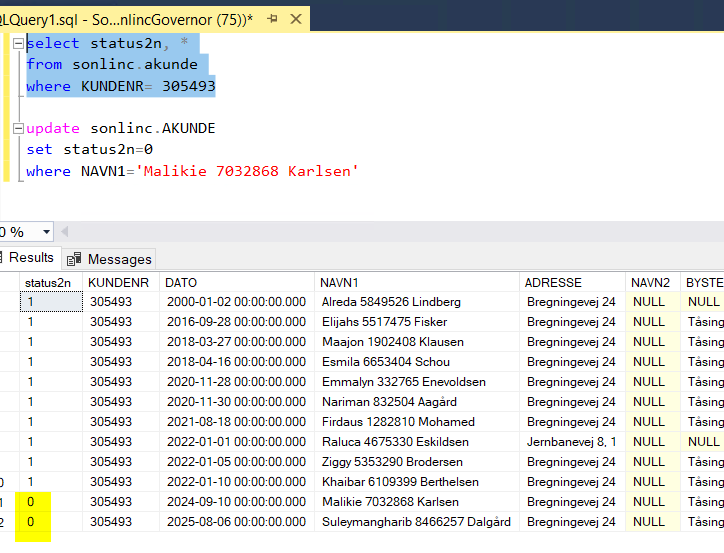 LQuery1.sql - So...nlincGovernor (75))*
select status2n, *
from sonlinc.akunde
where KUNDENR= 305493
update sonlinc.AKUNDE
set status2n=0
where NAVN1='Malikie 7032868 Karlsen'
0 %
Results Messages
status2n KUNDENR DATO NAVN1 ADRESSE NAVN2 BYSTE
1 305493 2000-01-02 00:00:00.000 Alreda 5849526 Lindberg Bregningevej 24 NULL NULL
1 305493 2016-09-28 00:00:00.000 Elijahs 5517475 Fisker Bregningevej 24 NULL Tåsing
1 305493 2018-03-27 00:00:00.000 Maajon 1902408 Klausen Bregningevej 24 NULL Tåsing
1 305493 2018-04-16 00:00:00.000 Esmila 6653404 Schou Bregningevej 24 NULL Tåsing
1 305493 2020-11-28 00:00:00.000 Emmalyn 332765 Enevoldsen Bregningevej 24 NULL Tåsing
1 305493 2020-11-30 00:00:00.000 Nariman 832504 Aagård Bregningevej 24 NULL Tåsing
1 305493 2021-08-18 00:00:00.000 Firdaus 1282810 Mohamed Bregningevej 24 NULL Tåsing
1 305493 2022-01-01 00:00:00.000 Raluca 4675330 Eskildsen Jernbanevej 8, 1 NULL NULL
1 305493 2022-01-05 00:00:00.000 Ziggy 5353290 Brodersen Bregningevej 24 NULL Tåsing
0 1 305493 2022-01-10 00:00:00.000 Khaibar 6109399 Berthelsen Bregningevej 24 NULL Tåsing
1 0 305493 2024-09-10 00:00:00.000 Malikie 7032868 Karlsen Bregningevej 24 NULL Tåsing
2 0 305493 2025-08-06 00:00:00.000 Suleymangharib 8466257 Dalgård Bregningevej 24 NULL Tåsing